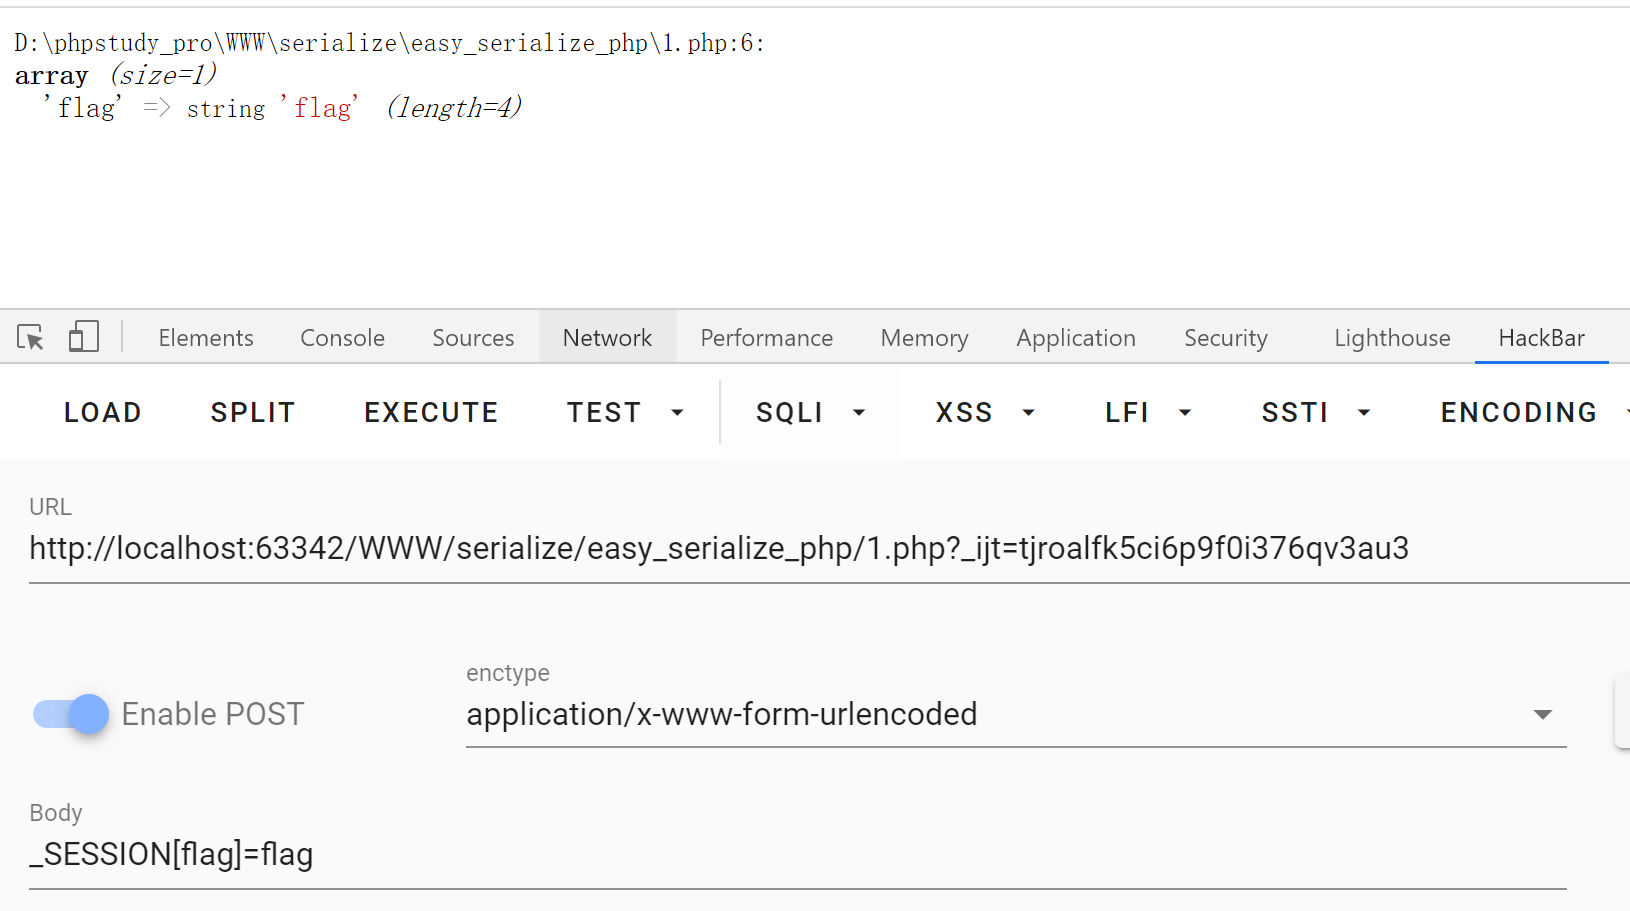 D:\phpstudy_pro\WWW\serialize\easy_serialize_php\1.php:6:
array (size=1)
'flag' => string 'flag' (length=4)
Elements Console Sources Network Performance Memory Application Security Lighthouse HackBar
LOAD SPLIT EXECUTE TEST SQLI XSS LFI SSTI ENCODING
URL
http://localhost:63342/WWW/serialize/easy_serialize_php/1.php?_ijt=tjroalfk5ci6p9f0i376qv3au3
enctype
Enable POST application/x-www-form-urlencoded
Body
_SESSION[flag]=flag